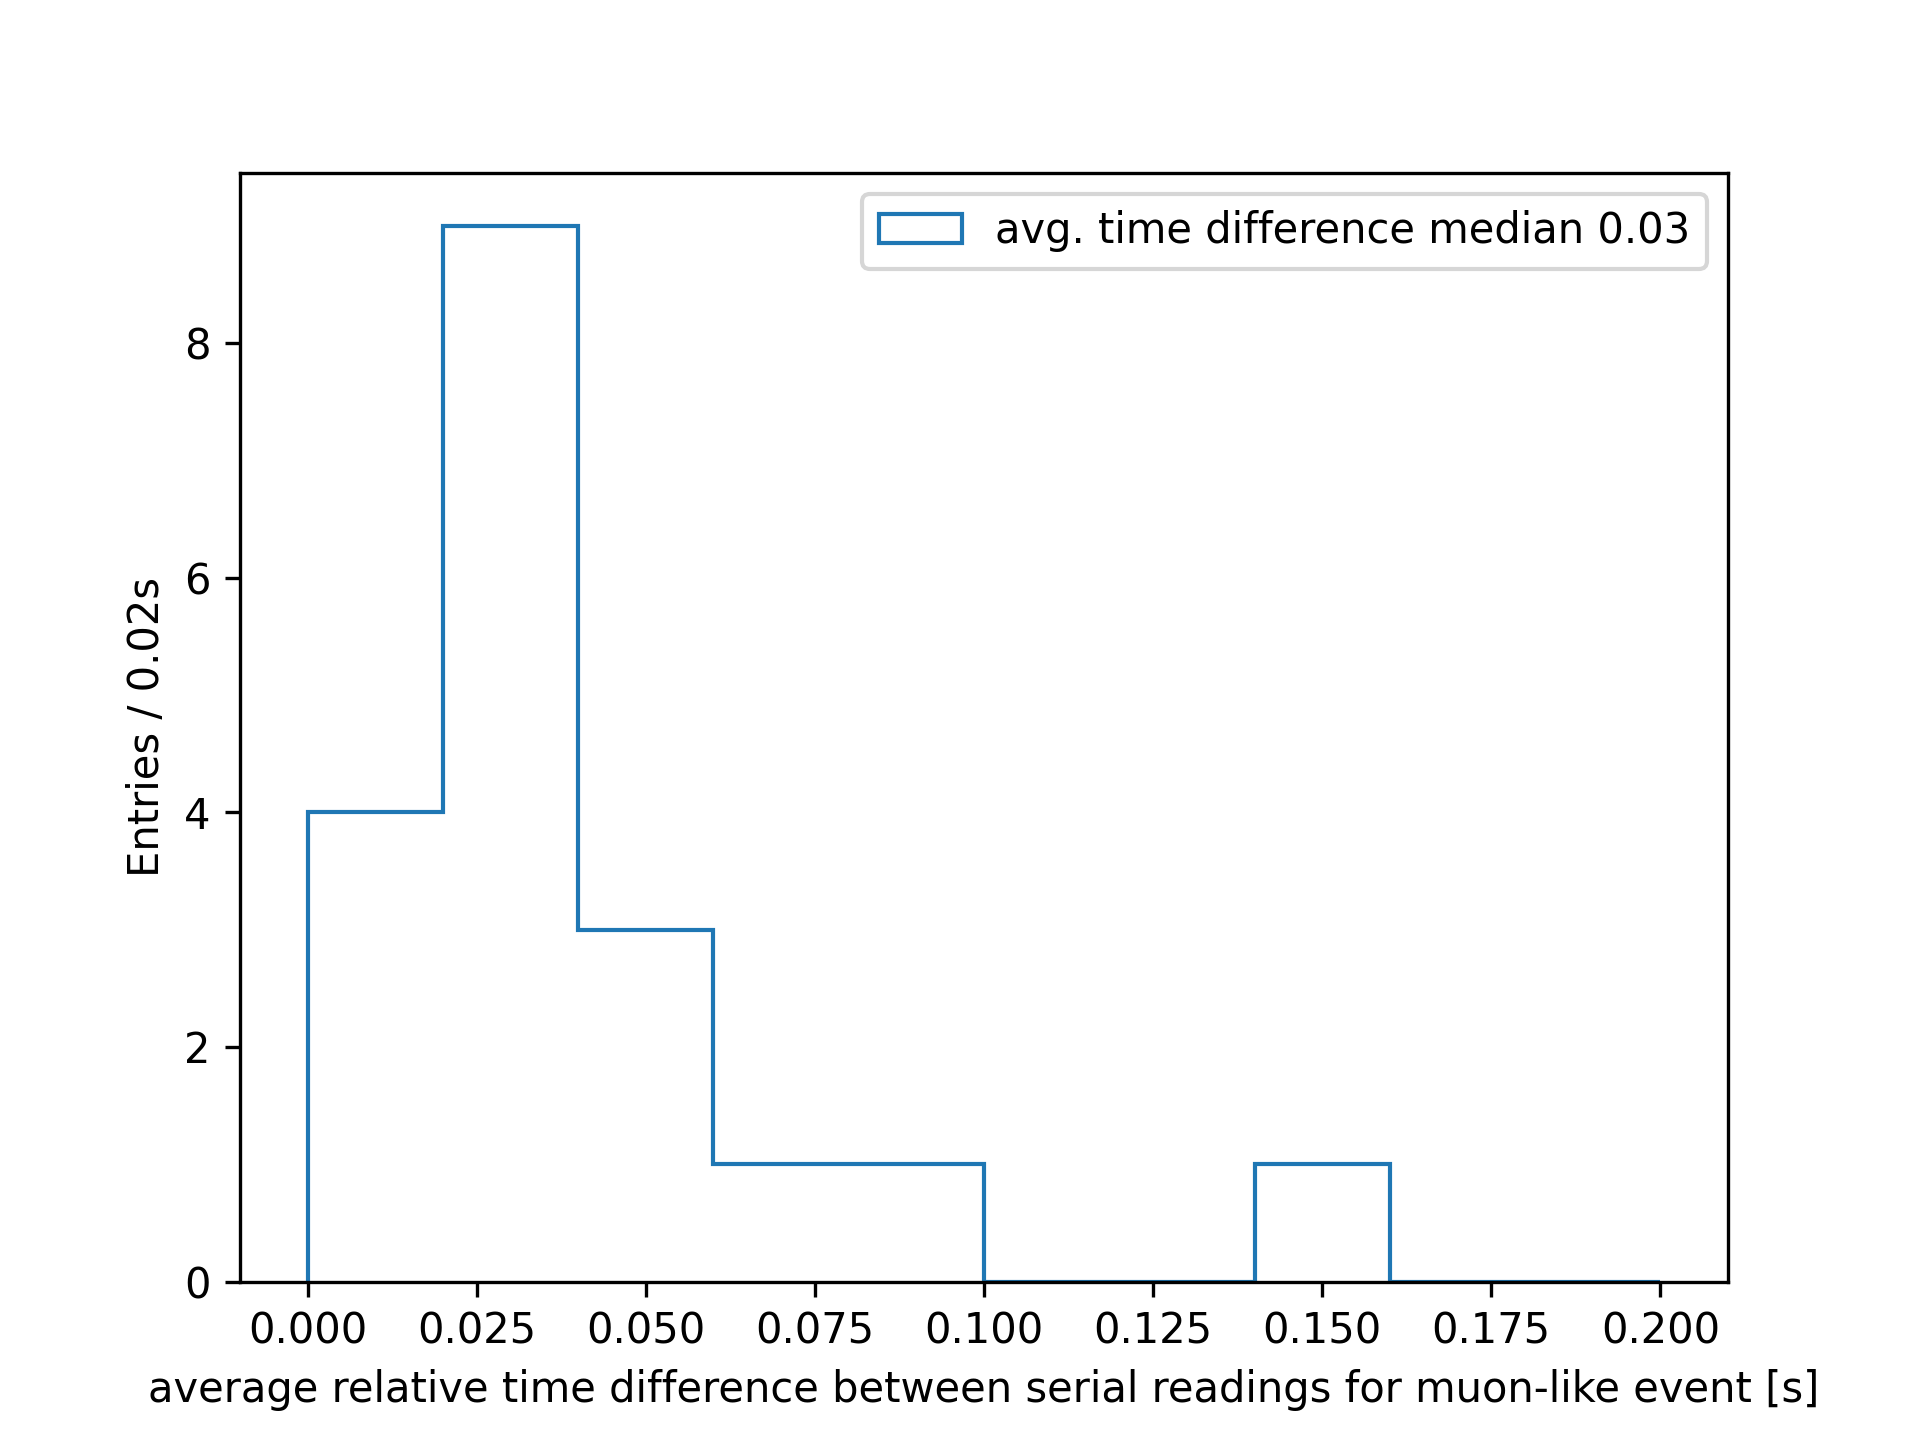 avg. time difference median 0.03
Entries / 0.02s
8
6
4
2
0
0.000 0.025 0.050 0.075 0.100 0.125 0.150 0.175 0.200
average relative time difference between serial readings for muon-like event [s]